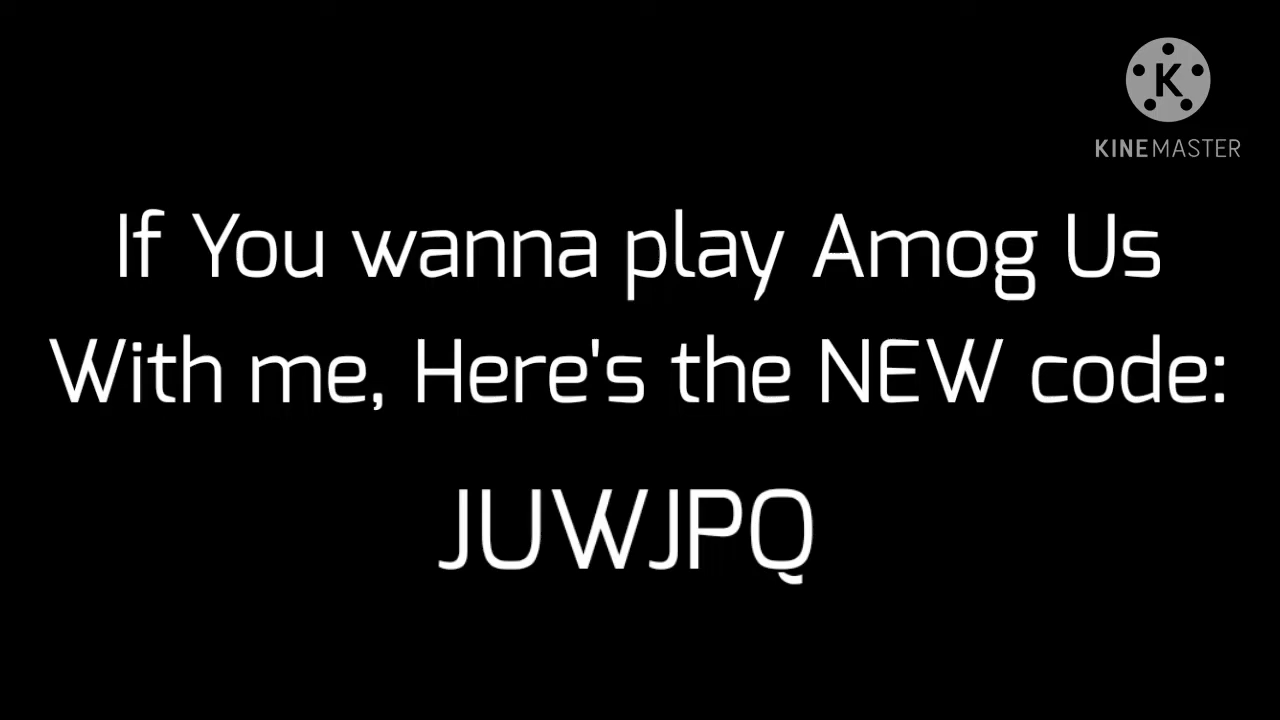 K
KINEMASTER
If You wanna play Amog Us
With me, Here's the NEW code:
JUWJPQ